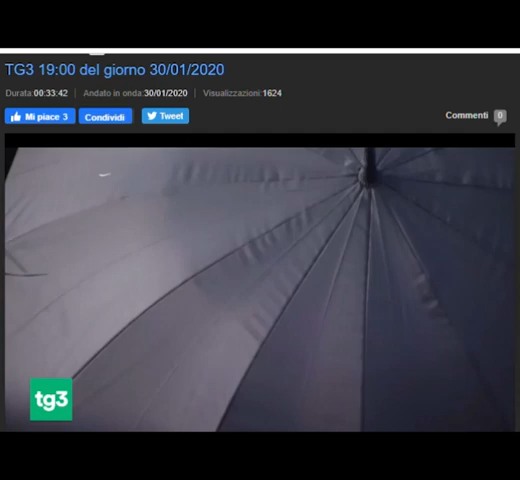 TG3 19:00 del giorno 30/01/2020
Durata:00:33:42 | Andato in onda:30/01/2020 | Visualizzazioni:1624
Mi piace 3 Condividi Tweet Commenti 0
tg3